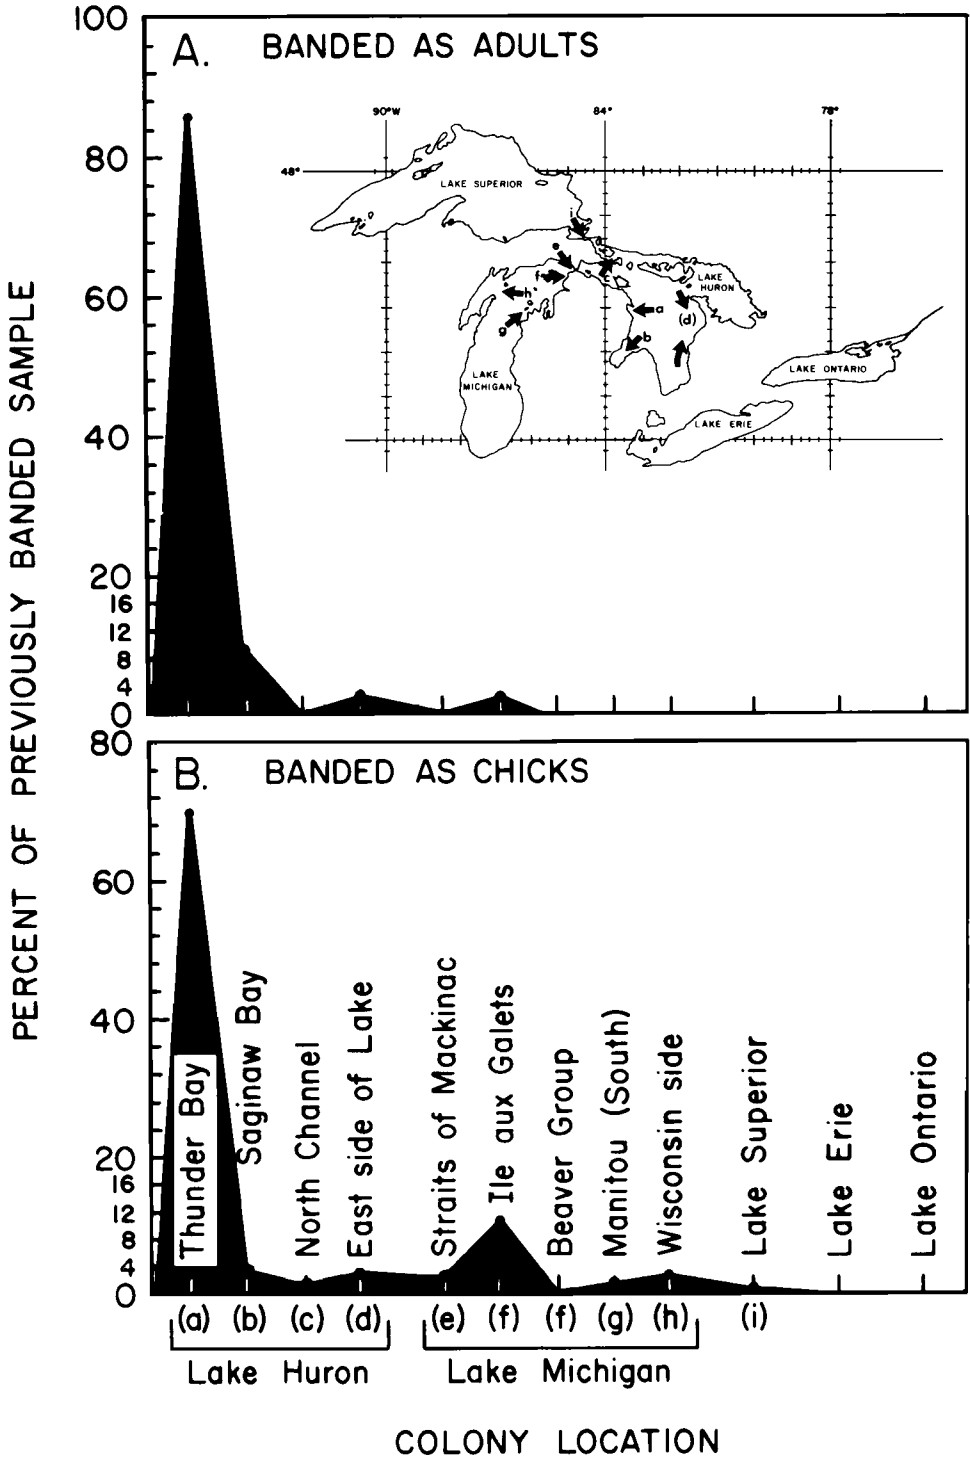 PERCENT OF PREVIOUSLY BANDED SAMPLE
A. BANDED AS ADULTS
100
80
60
40
20
16
12
8
4
0
90°W
84°
78°
48°
LAKE SUPERIOR
LAKE HURON
LAKE MICHIGAN
LAKE ONTARIO
LAKE ERIE
i
e
f
h
g
c
a
b
(d)
B. BANDED AS CHICKS
80
60
40
20
16
12
8
4
0
Thunder Bay
Saginaw Bay
North Channel
East side of Lake
Straits of Mackinac
Ile aux Galets
Beaver Group
Manitou (South)
Wisconsin side
Lake Superior
Lake Erie
Lake Ontario
(a) (b) (c) (d) (e) (f) (f) (g) (h) (i)
Lake Huron Lake Michigan
COLONY LOCATION